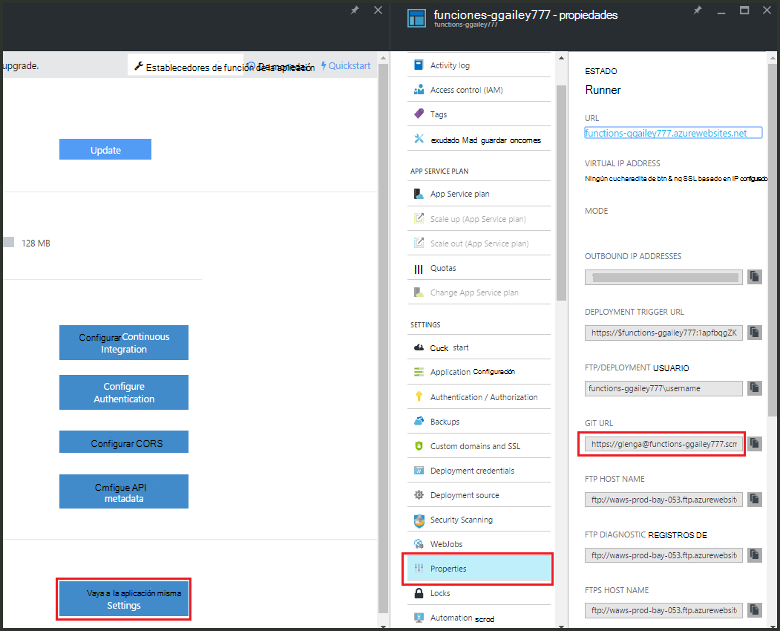 upgrade.
Establecedores de función de la aplicación
Quickstart
Update
128 MB
Configurar Continuous
Integration
Configure
Authentication
Configurar CORS
Cmfigue API
metadata
Vaya a la aplicación misma
Settings
funciones-ggailey777 - propiedades
functions-ggailey777
Activity log
Access control (IAM)
Tags
exudado Mad guardar oncomes
APP SERVICE PLAN
App Service plan
Scale up (App Service plan)
Scale out (App Service plan)
Quotas
Change App Service plan
SETTINGS
Cuck start
Application Configuración
Authentication / Authorization
Backups
Custom domains and SSL
Deployment credentials
Deployment source
Security Scanning
WebJobs
Properties
Locks
Automation scrod
ESTADO
Runner
URL
functions-ggailey777.azurewebsites.net
VIRTUAL IP ADDRESS
Ningún cucharadita de btn & nq SSL basado en IP configurado
MODE
OUTBOUND IP ADDRESSES
DEPLOYMENT TRIGGER URL
https://$functions-ggailey777:1apfbqgZK
FTP/DEPLOYMENT USUARIO
functions-ggailey777\username
GIT URL
https://glenga@functions-ggailey777.scm
FTP HOST NAME
ftp://waws-prod-bay-053.ftp.azurewebsit
FTP DIAGNOSTIC REGISTROS DE
ftp://waws-prod-bay-053.ftp.azurewebsit
FTPS HOST NAME
ftp://waws-prod-bay-053.ftp.azurewebsit